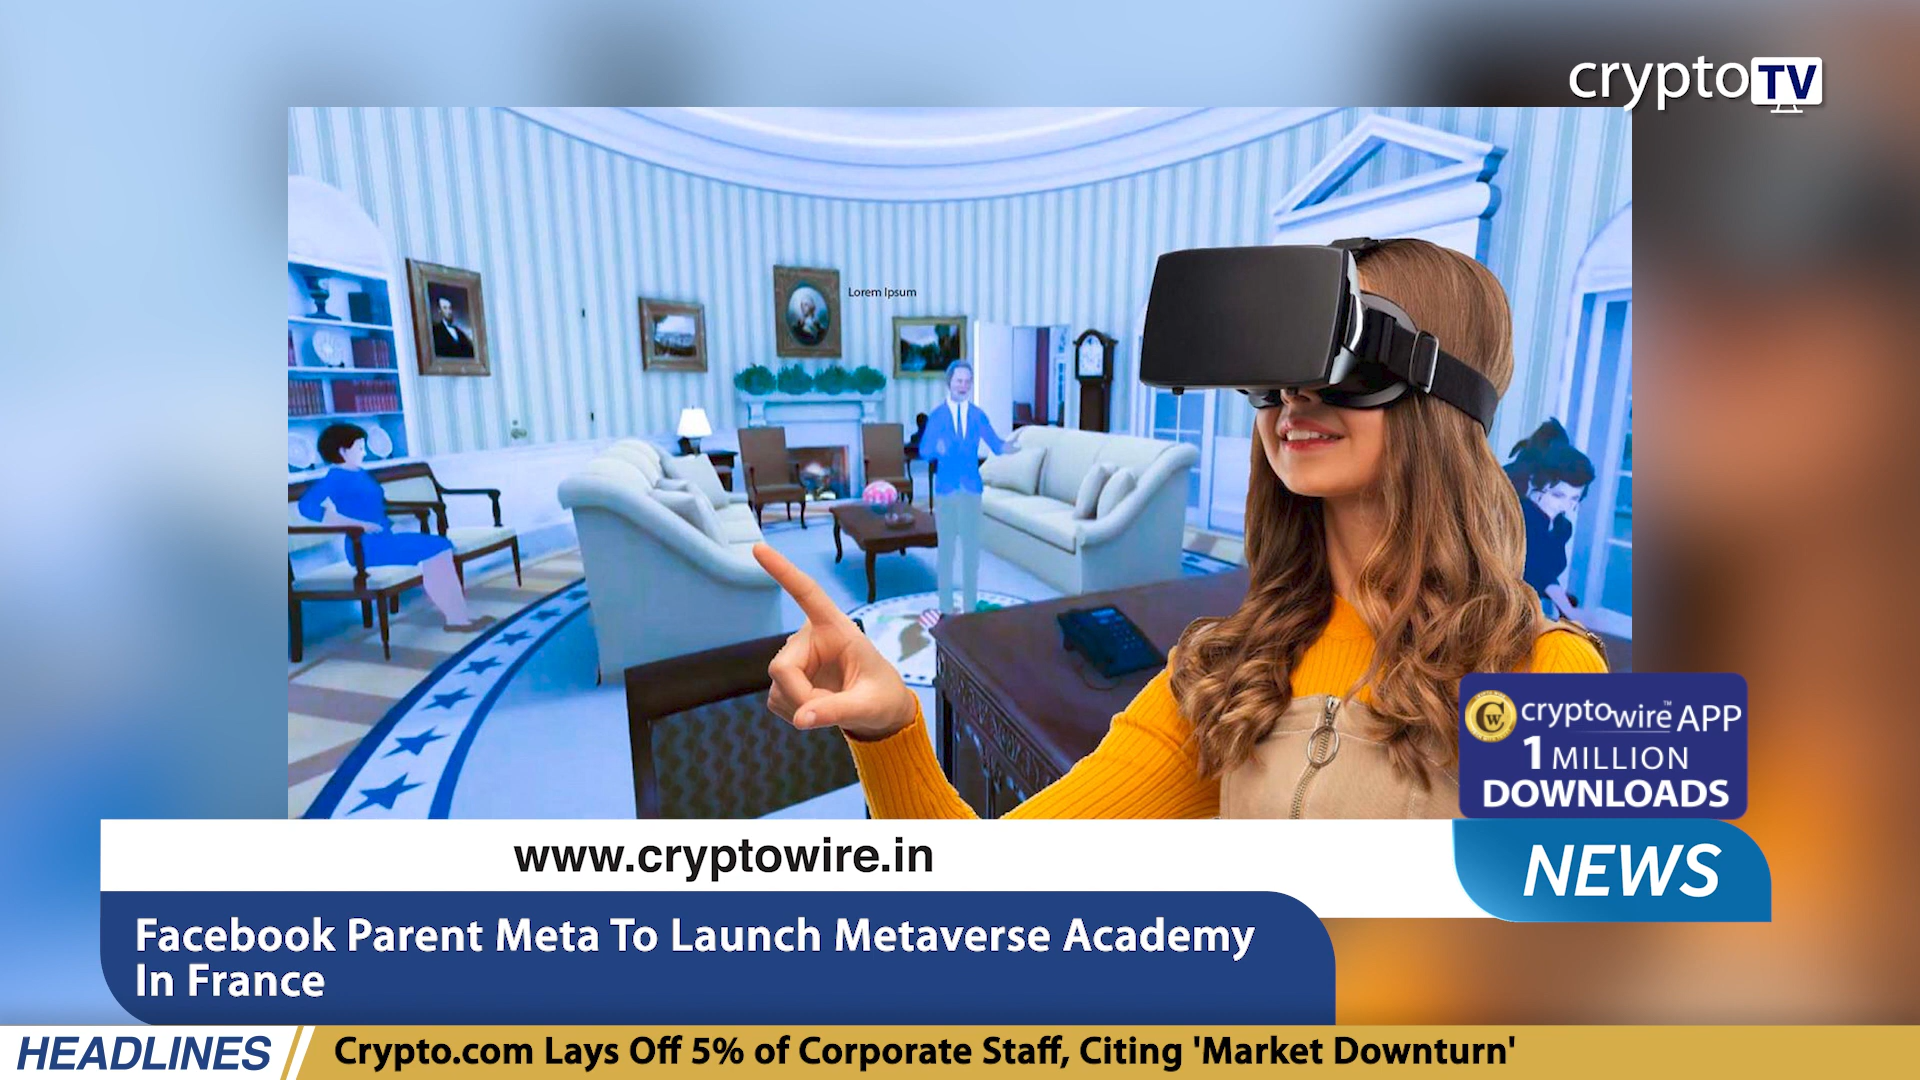 cryptoTV
Lorem Ipsum
cryptowire™ APP
1 MILLION
DOWNLOADS
www.cryptowire.in
NEWS
Facebook Parent Meta To Launch Metaverse Academy
In France
HEADLINES
Crypto.com Lays Off 5% of Corporate Staff, Citing 'Market Downturn'